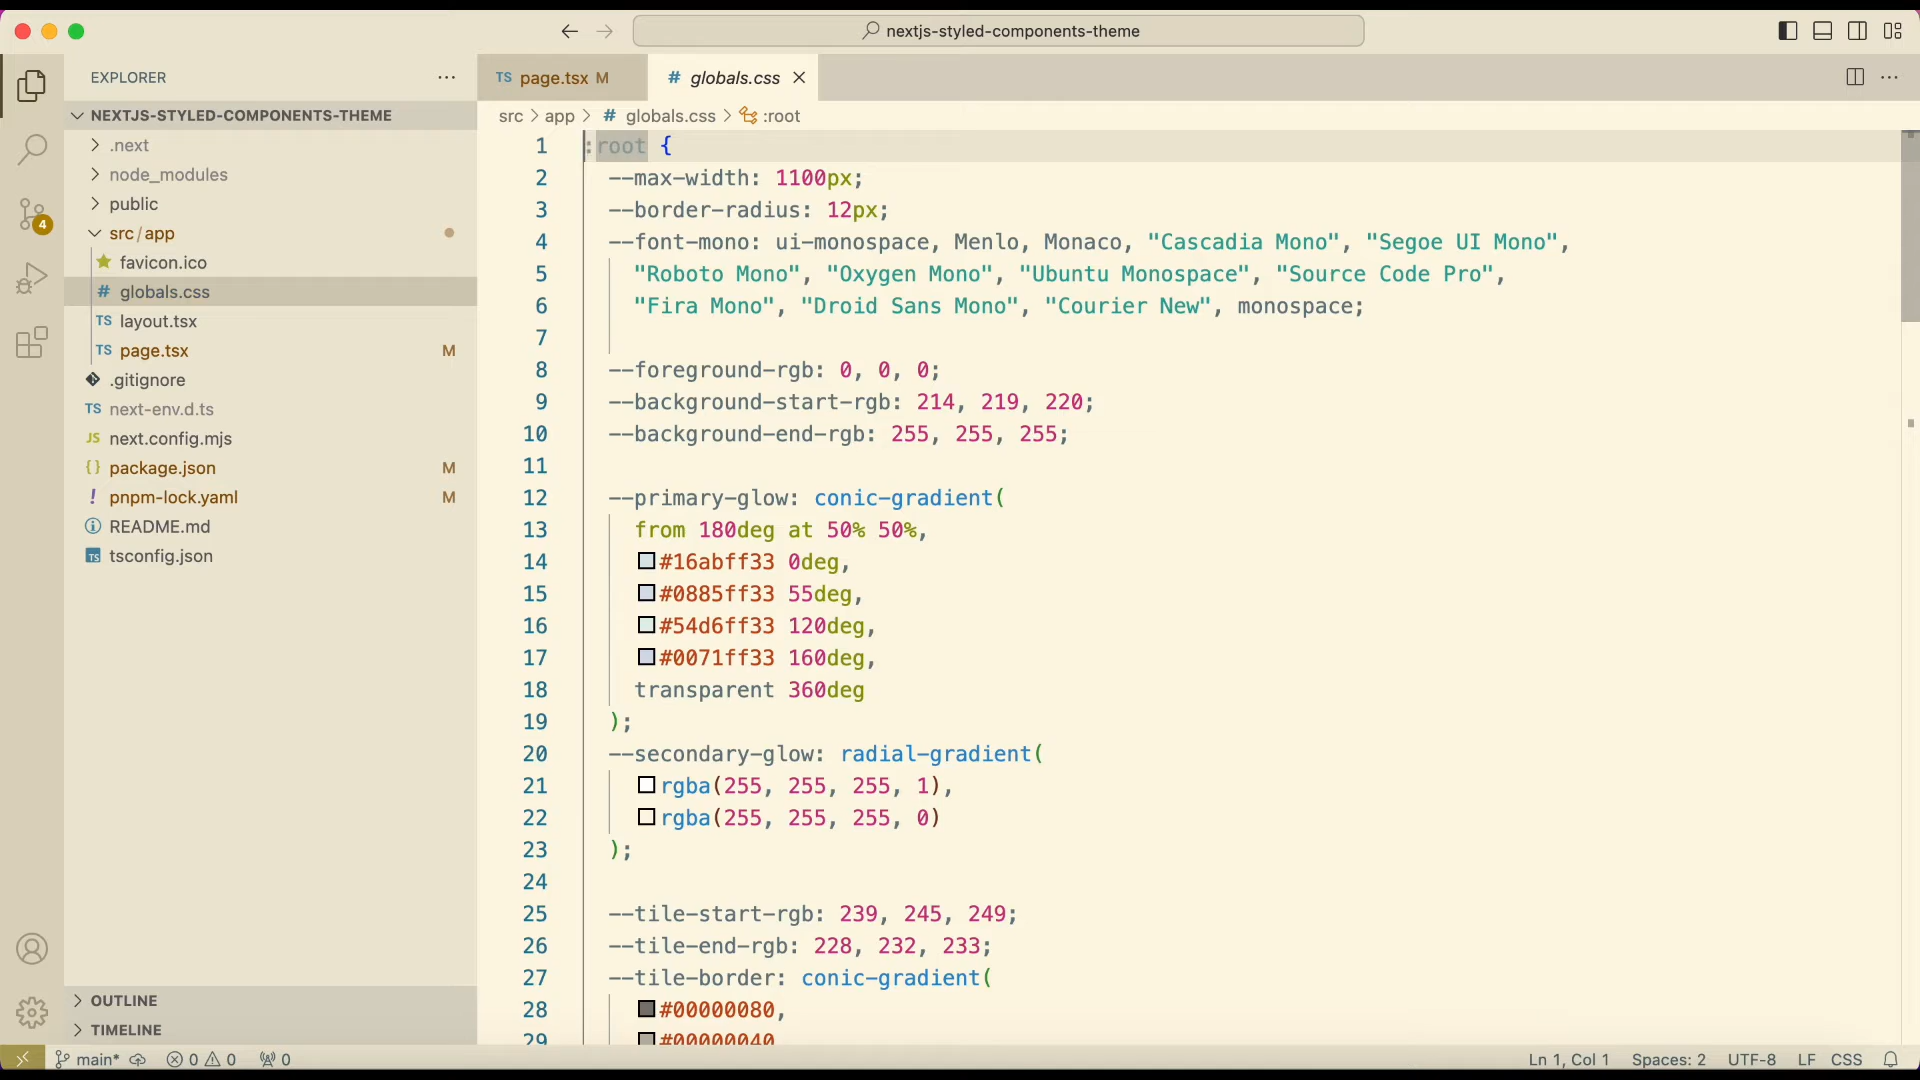 nextjs-styled-components-theme
EXPLORER
NEXTJS-STYLED-COMPONENTS-THEME
.next
node_modules
public
src/app
favicon.ico
# globals.css
TS layout.tsx
TS page.tsx M
.gitignore
TS next-env.d.ts
JS next.config.mjs
{} package.json M
! pnpm-lock.yaml M
README.md
TS tsconfig.json
OUTLINE
TIMELINE
4
TS page.tsx M
# globals.css
src > app > # globals.css > :root
1 :root {
2 --max-width: 1100px;
3 --border-radius: 12px;
4 --font-mono: ui-monospace, Menlo, Monaco, "Cascadia Mono", "Segoe UI Mono",
5 "Roboto Mono", "Oxygen Mono", "Ubuntu Monospace", "Source Code Pro",
6 "Fira Mono", "Droid Sans Mono", "Courier New", monospace;
7
8 --foreground-rgb: 0, 0, 0;
9 --background-start-rgb: 214, 219, 220;
10 --background-end-rgb: 255, 255, 255;
11
12 --primary-glow: conic-gradient(
13 from 180deg at 50% 50%,
14 #16abff33 0deg,
15 #0885ff33 55deg,
16 #54d6ff33 120deg,
17 #0071ff33 160deg,
18 transparent 360deg
19 );
20 --secondary-glow: radial-gradient(
21 rgba(255, 255, 255, 1),
22 rgba(255, 255, 255, 0)
23 );
24
25 --tile-start-rgb: 239, 245, 249;
26 --tile-end-rgb: 228, 232, 233;
27 --tile-border: conic-gradient(
28 #00000080,
29 #00000040
main* 0 0 0
Ln 1, Col 1 Spaces: 2 UTF-8 LF CSS